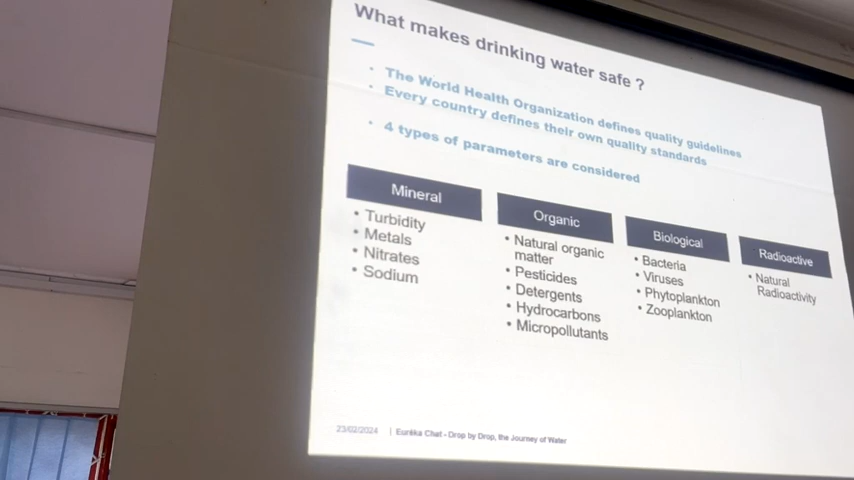 What makes drinking water safe ?
• The World Health Organization defines quality guidelines
• Every country defines their own quality standards
• 4 types of parameters are considered
Mineral
• Turbidity
• Metals
• Nitrates
• Sodium
Organic
• Natural organic
matter
• Pesticides
• Detergents
• Hydrocarbons
• Micropollutants
Biological
• Bacteria
• Viruses
• Phytoplankton
• Zooplankton
Radioactive
• Natural
Radioactivity
23/02/2024 | Eurêka Chat - Drop by Drop, the Journey of Water